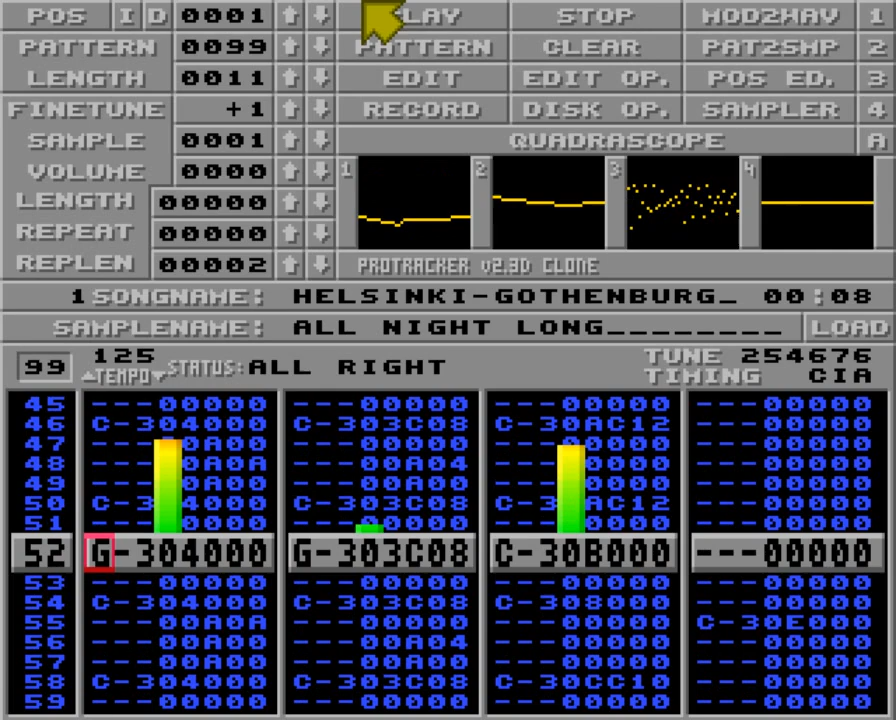 POS I D 0001 PLAY STOP MOD2WAV 1
PATTERN 0099 PATTERN CLEAR PAT2SMP 2
LENGTH 0011 EDIT EDIT OP. POS ED. 3
FINETUNE +1 RECORD DISK OP. SAMPLER 4
SAMPLE 0001 QUADRASCOPE A
VOLUME 0000 1 2 3 4
LENGTH 00000
REPEAT 00000
REPLEN 00002 PROTRACKER v2.3D CLONE
1 SONGNAME: HELSINKI-GOTHENBURG_ 00:08
SAMPLENAME: ALL NIGHT LONG________ LOAD
99 125 TEMPO STATUS: ALL RIGHT TUNE 254676
TIMING CIA
45 ---00000 ---00000 ---00000 ---00000
46 C-304000 C-303C08 C-30AC12 ---00000
47 ---00A00 ---00000 ---00000 ---00000
48 ---00A0A ---00A04 ---00000 ---00000
49 ---00A00 ---00A00 ---00000 ---00000
50 C-304000 C-303C08 C-30AC12 ---00000
51 ---00000 ---00000 ---00000 ---00000
52 G-304000 G-303C08 C-30B000 ---00000
53 ---00000 ---00000 ---00000 ---00000
54 C-304000 C-303C08 C-308000 ---00000
55 ---00A0A ---00000 ---00000 C-30E000
56 ---00A00 ---00A04 ---00000 ---00000
57 ---00A00 ---00A00 ---00000 ---00000
58 C-304000 C-303C08 C-30CC10 ---00000
59 ---00000 ---00000 ---00000 ---00000